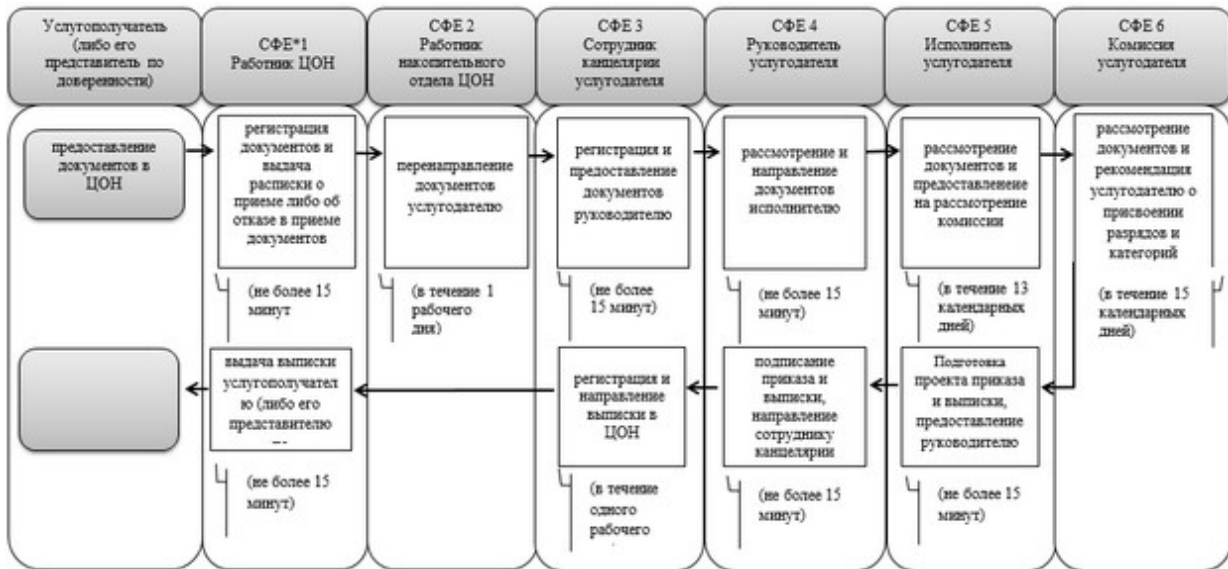 Услугополучатель
(либо его
представитель по
доверенности)
СФЕ*1
Работник ЦОН
СФЕ 2
Работник
накопительного
отдела ЦОН
СФЕ 3
Сотрудник
канцелярии
услугодателя
СФЕ 4
Руководитель
услугодателя
СФЕ 5
Исполнитель
услугодателя
СФЕ 6
Комиссия
услугодателя
предоставление
документов в
ЦОН
регистрация
документов и
выдача
расписки о
приеме либо об
отказе в приеме
документов
перенаправление
документов
услугодателю
регистрация и
предоставление
документов
руководителю
рассмотрение и
направление
документов
исполнителю
рассмотрение
документов и
предоставленеие
на рассмотрение
комиссии
рассмотрение
документов и
рекомендация
услугодателю о
присвоении
разрядов и
категорий
(не более 15
минут
(в течение 1
рабочего
дня)
(не более
15 минут)
(не более 15
минут)
(в течение 13
календарных
дней)
(в течение 15
календарных
дней)
выдача выписки
услугополучател
ю (либо его
представителю
регистрация и
направление
выписки в
ЦОН
подписание
приказа и
выписки,
направление
сотруднику
канцелярии
Подготовка
проекта приказа
и выписки,
предоставление
руководителю
(не более 15
минут)
(в течение
одного
рабочего
(не более 15
минут)
(не более 15
минут)